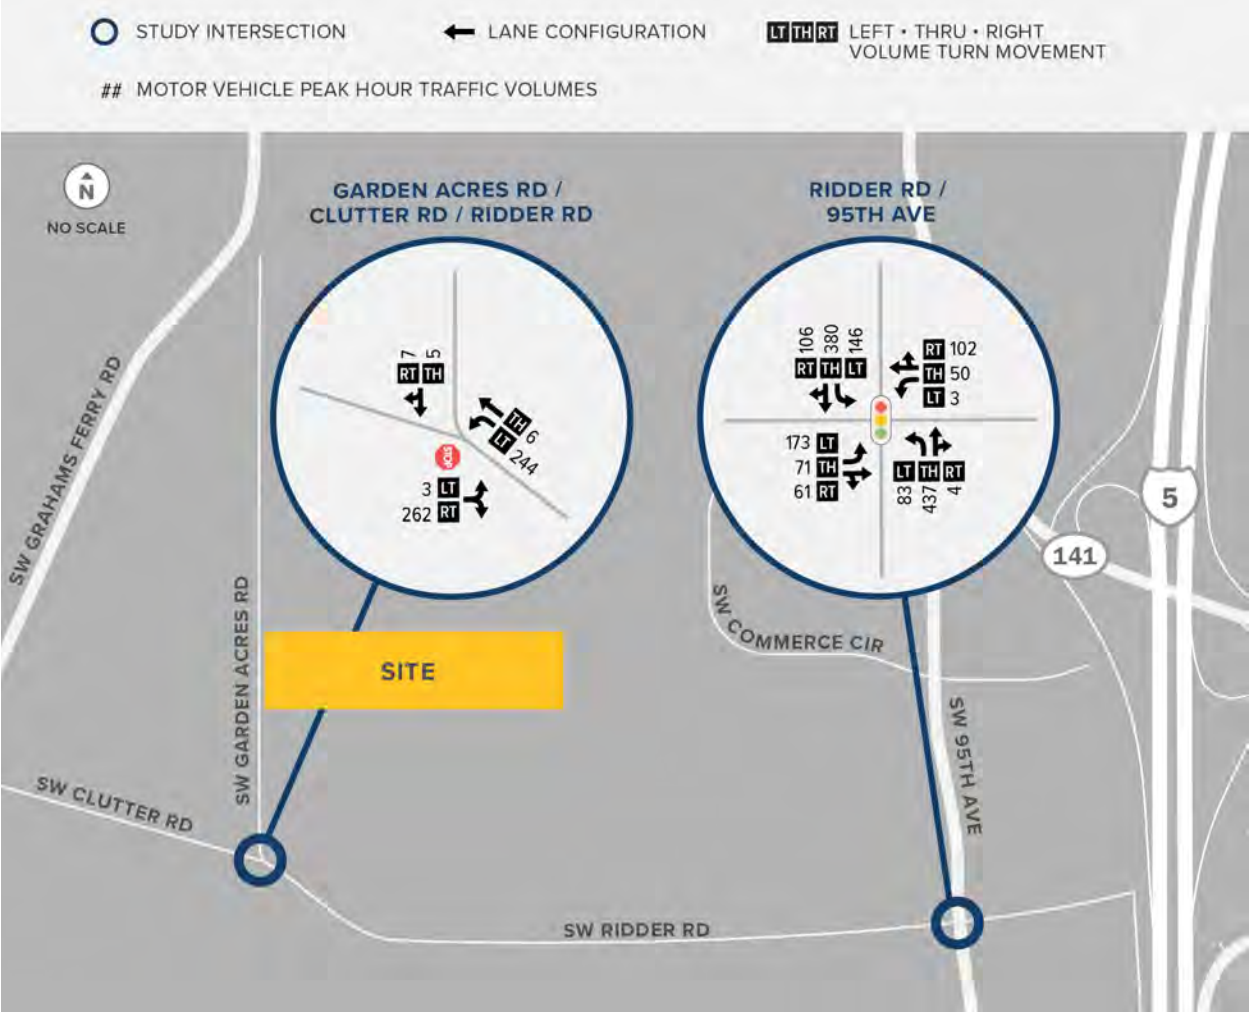 STUDY INTERSECTION
LANE CONFIGURATION
LT TH RT LEFT • THRU • RIGHT
VOLUME TURN MOVEMENT
## MOTOR VEHICLE PEAK HOUR TRAFFIC VOLUMES
N
NO SCALE
GARDEN ACRES RD /
CLUTTER RD / RIDDER RD
RIDDER RD /
95TH AVE
7 5
RT TH
TH 6
LT 244
STOP
3 LT
262 RT
106 380 146
RT TH LT
RT 102
TH 50
LT 3
173 LT
71 TH
61 RT
LT TH RT
83 437 4
5
141
SW GRAHAMS FERRY RD
SW GARDEN ACRES RD
SITE
SW COMMERCE CIR
SW 95TH AVE
SW CLUTTER RD
SW RIDDER RD